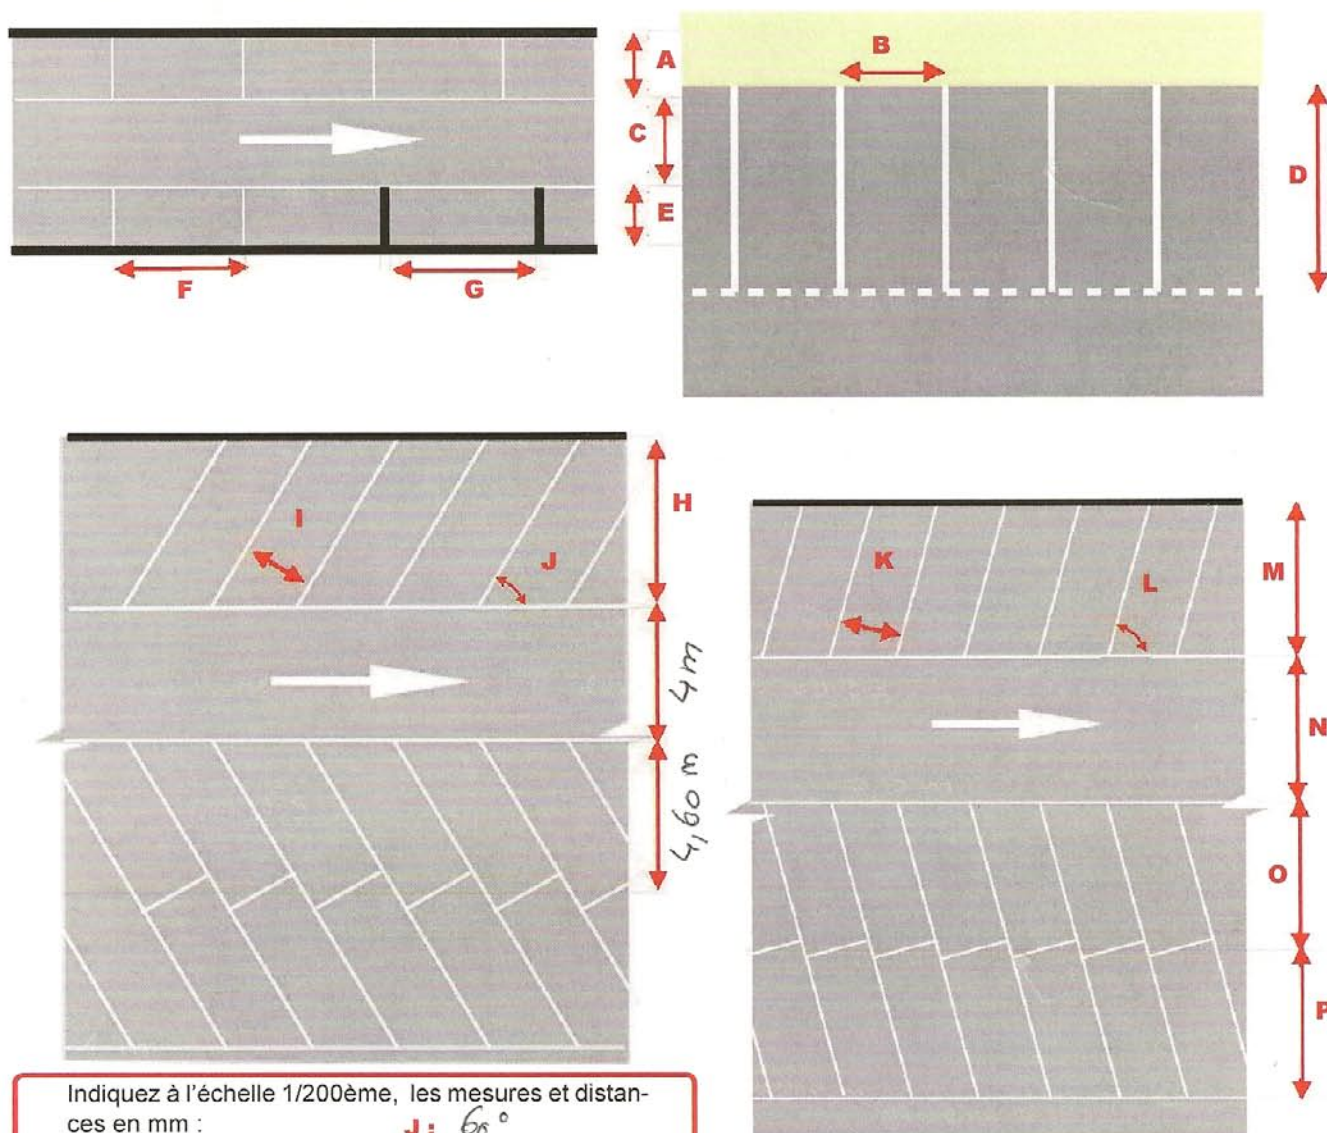 A
B
C
D
E
F
G
H
I
J
4m
4,60 m
K
L
M
N
O
P
Indiquez à l'échelle 1/200ème, les mesures et distan-
ces en mm :
J : 60°